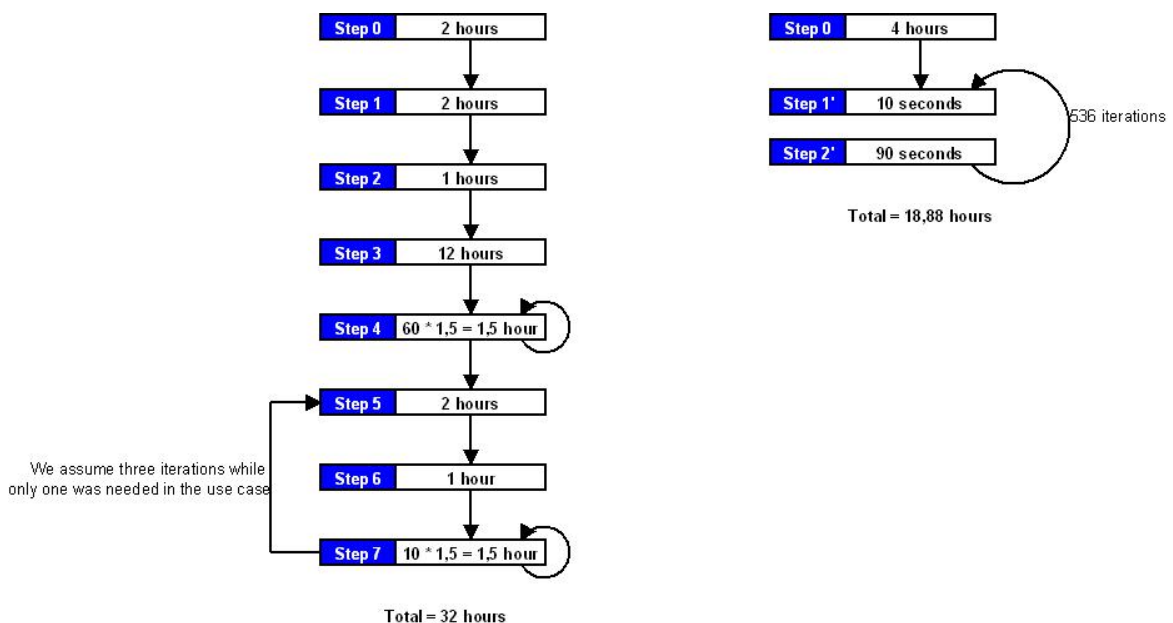 Step 0 2 hours
Step 1 2 hours
Step 2 1 hours
Step 3 12 hours
Step 4 60 * 1,5 = 1,5 hour
Step 5 2 hours
We assume three iterations while
only one was needed in the use case
Step 6 1 hour
Step 7 10 * 1,5 = 1,5 hour
Total = 32 hours
Step 0 4 hours
Step 1' 10 seconds
536 iterations
Step 2' 90 seconds
Total = 18,88 hours